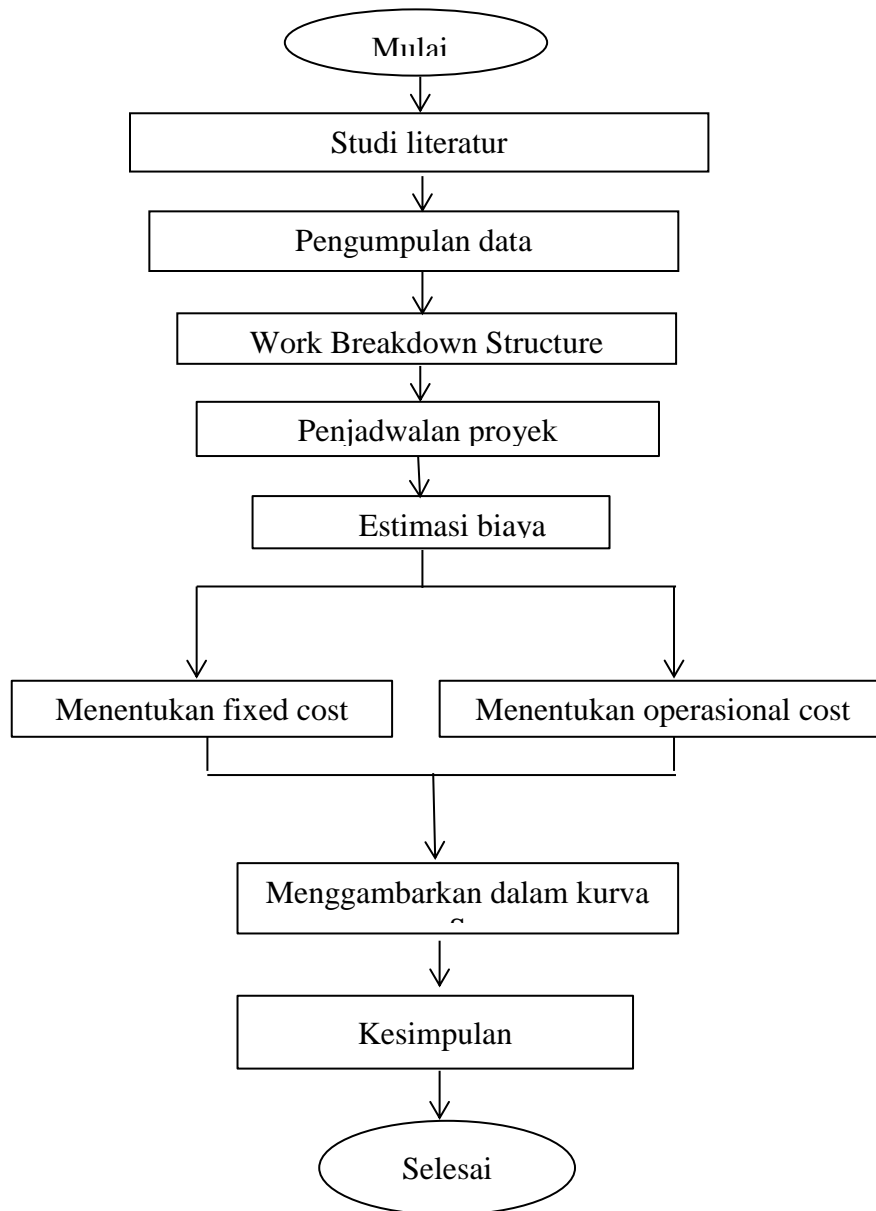 Mulai
Studi literatur
Pengumpulan data
Work Breakdown Structure
Penjadwalan proyek
Estimasi biaya
Menentukan fixed cost
Menentukan operasional cost
Menggambarkan dalam kurva
S
Kesimpulan
Selesai